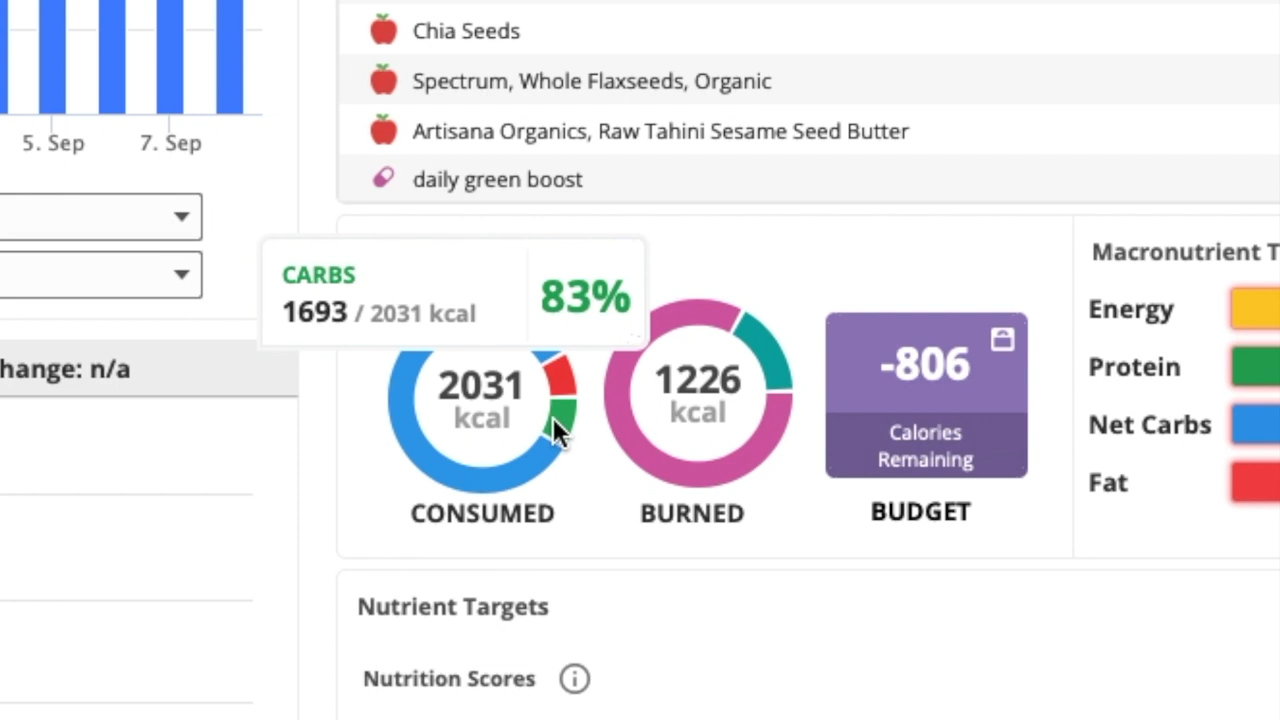 Chia Seeds
Spectrum, Whole Flaxseeds, Organic
Artisana Organics, Raw Tahini Sesame Seed Butter
daily green boost
5. Sep
7. Sep
hange: n/a
CARBS
1693 / 2031 kcal
83%
2031
kcal
CONSUMED
1226
kcal
BURNED
-806
Calories
Remaining
BUDGET
Macronutrient T
Energy
Protein
Net Carbs
Fat
Nutrient Targets
Nutrition Scores